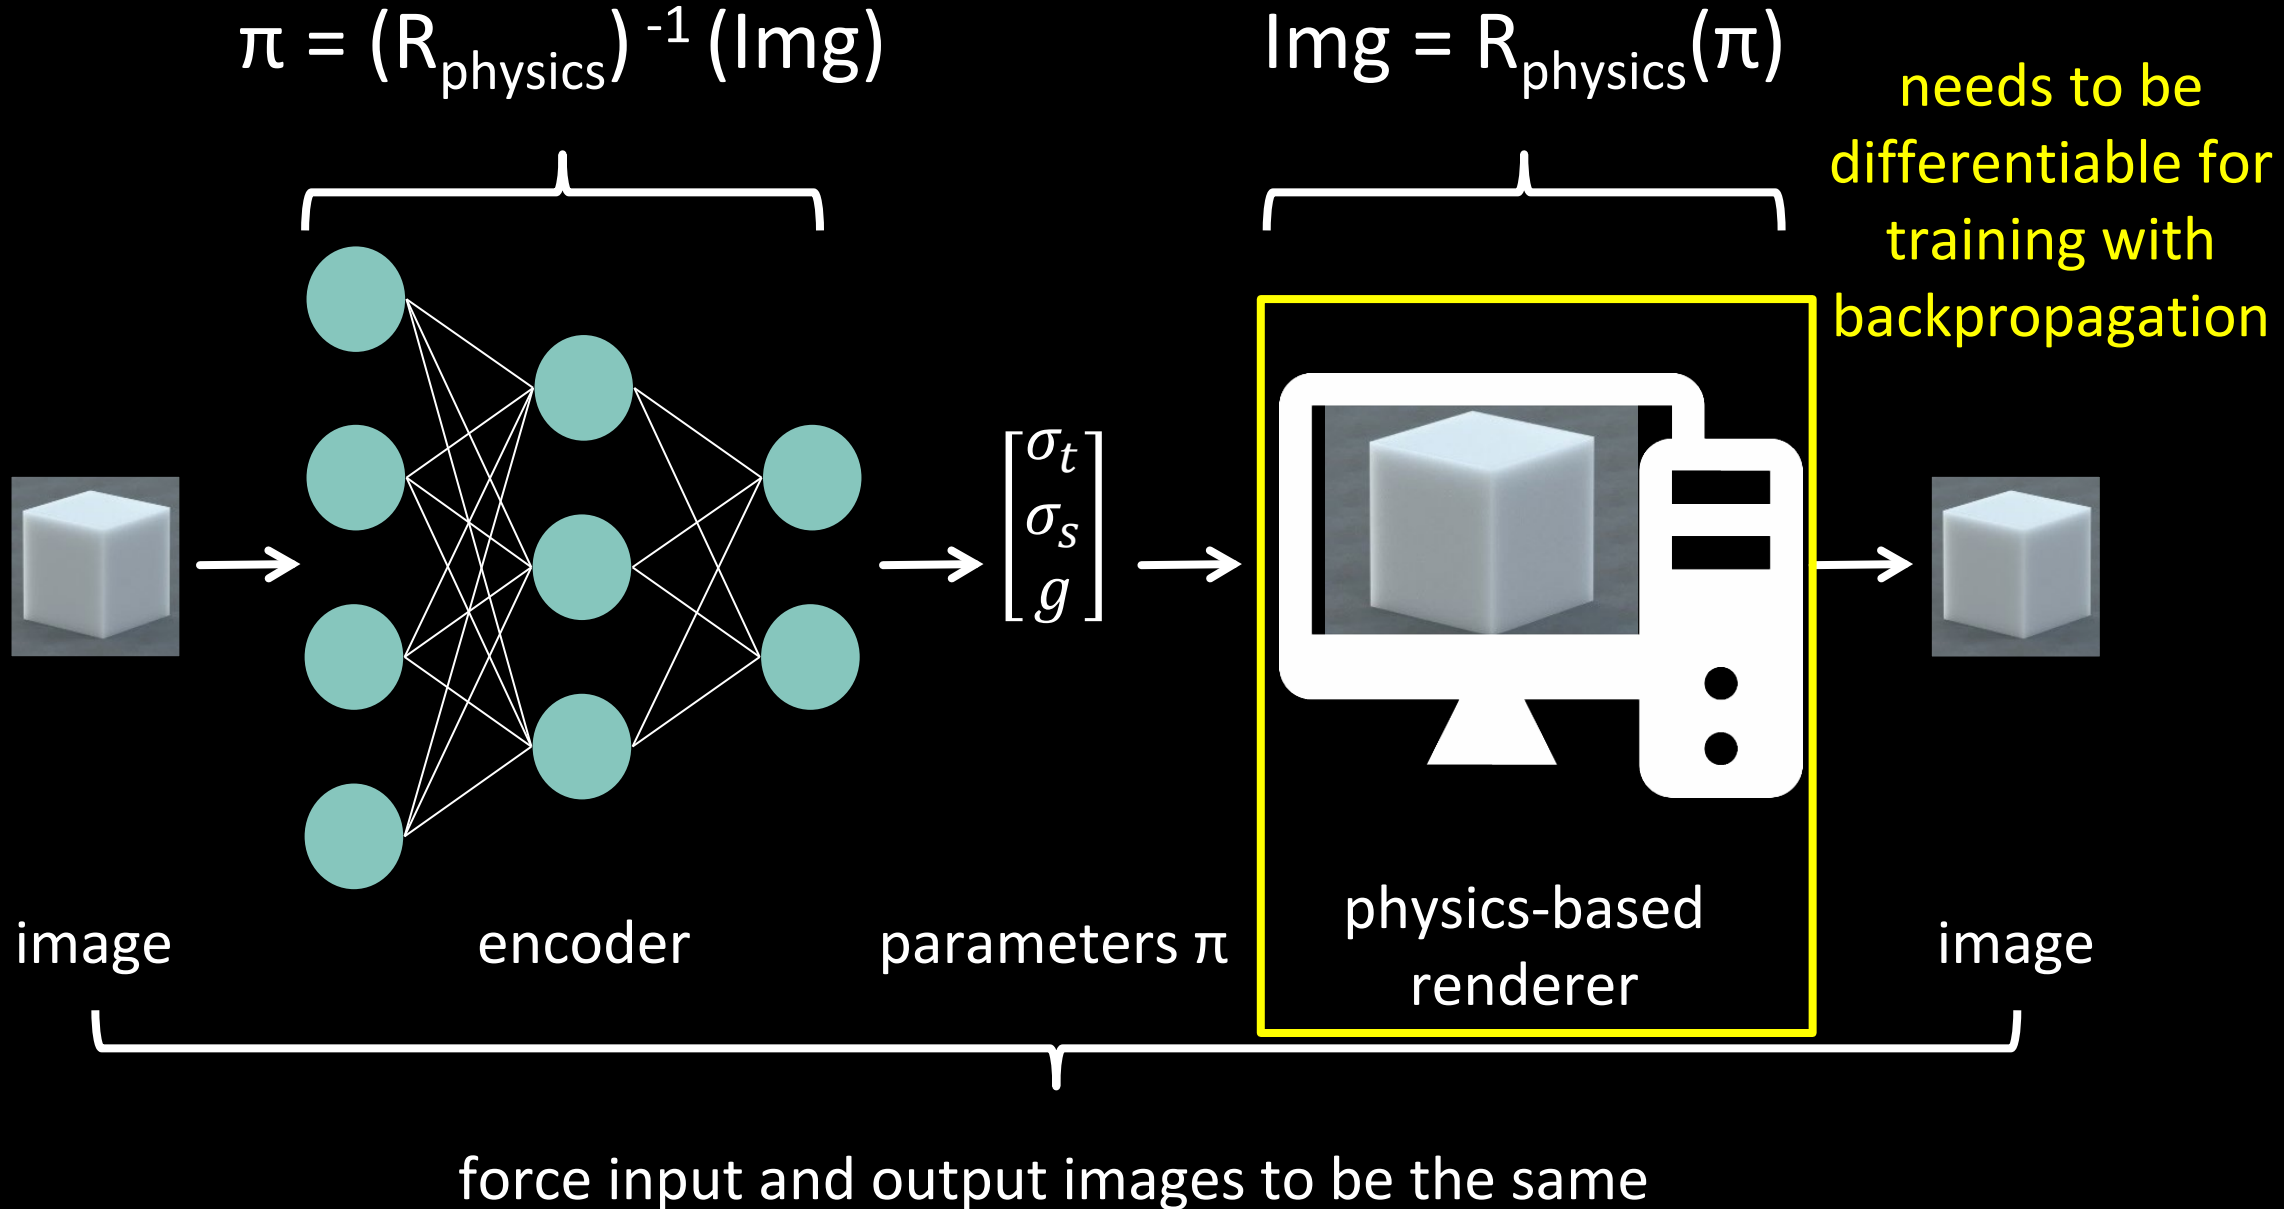 π = (Rphysics) -1 (Img)
Img = Rphysics(π)
needs to be
differentiable for
training with
backpropagation
σt
σs
g
image
encoder
parameters π
physics-based
renderer
image
force input and output images to be the same